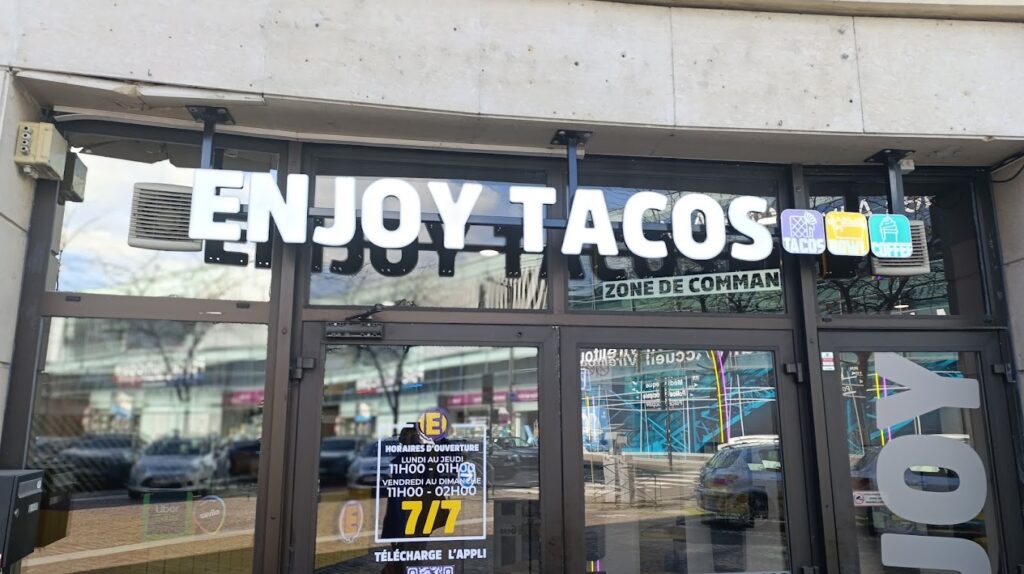 ENJOY TACOS
TACOS BOWL COFFEE
ZONE DE COMMAN
HORAIRES D'OUVERTURE
LUNDI AU JEUDI
11H00 - 01H00
VENDREDI AU DIMANCHE
11H00 - 02H00
7/7
TÉLÉCHARGE L'APPLI
Uber
JOY